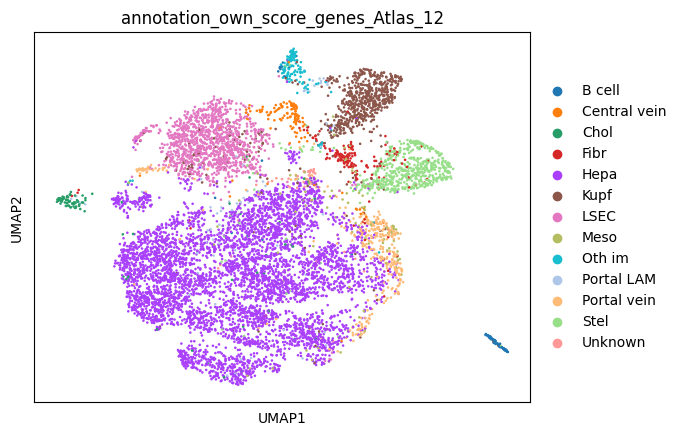 annotation_own_score_genes_Atlas_12
UMAP2
UMAP1
B cell
Central vein
Chol
Fibr
Hepa
Kupf
LSEC
Meso
Oth im
Portal LAM
Portal vein
Stel
Unknown